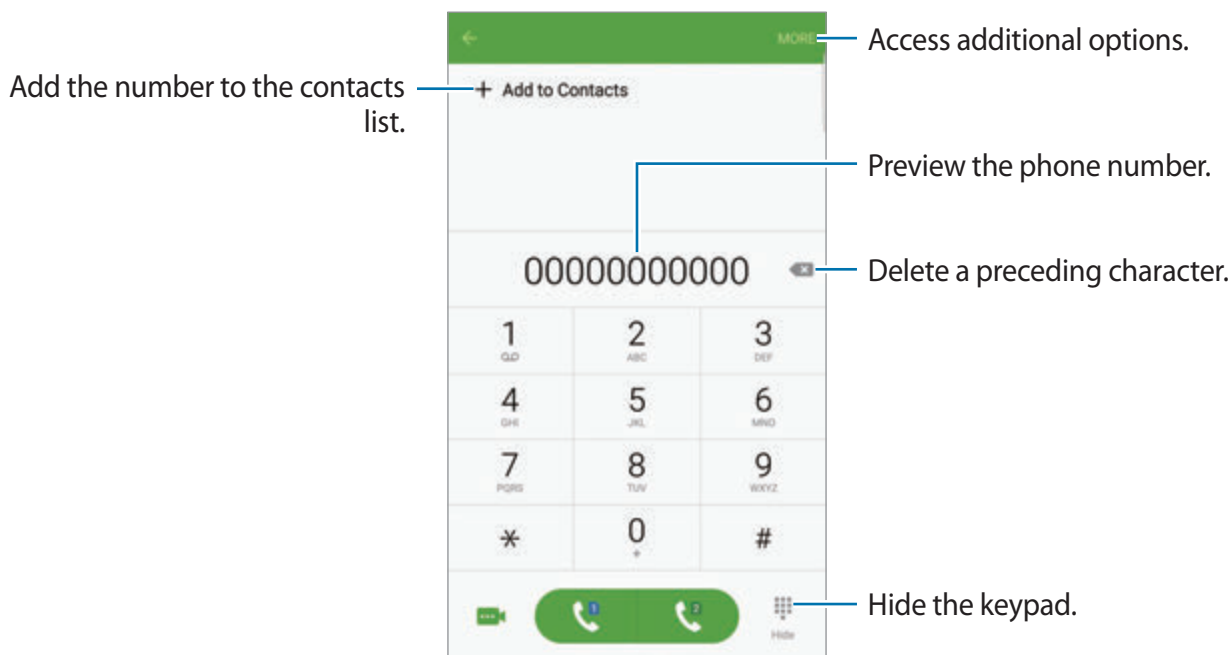 MORE
Access additional options.
Add the number to the contacts
list.
+ Add to Contacts
Preview the phone number.
00000000000
Delete a preceding character.
1 2 3
ABC DEF
4 5 6
GHI JKL MNO
7 8 9
PQRS TUV WXYZ
* 0 #
+
1 2
Hide the keypad.
Hide